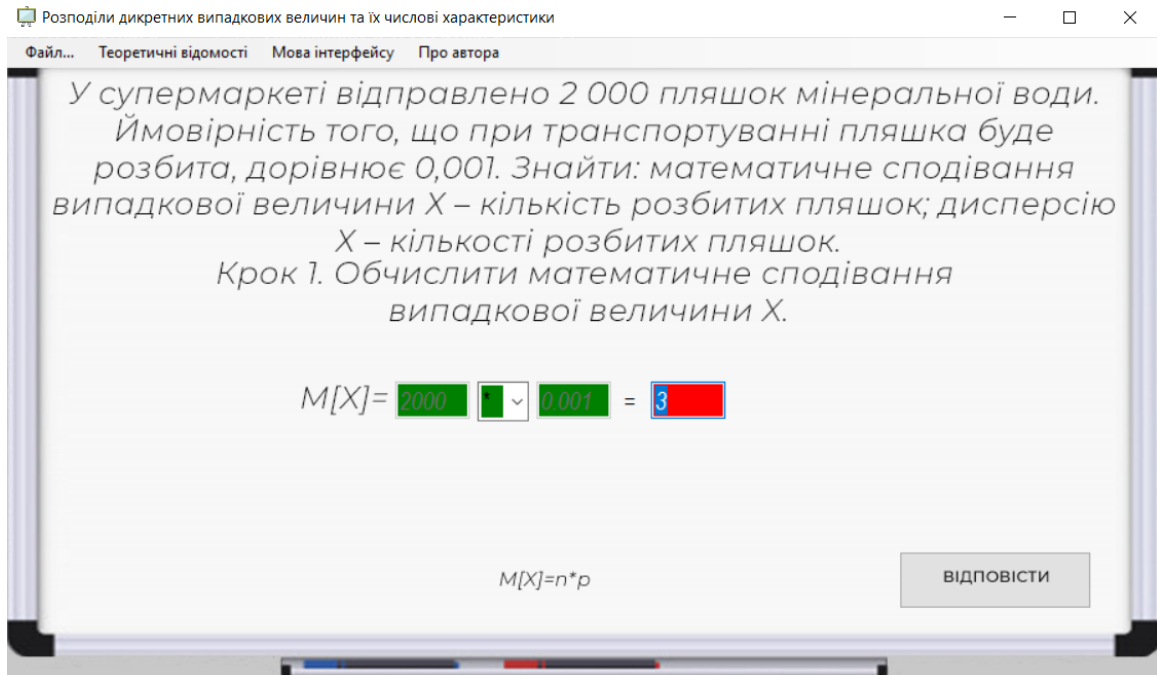 Розподіли дикретних випадкових величин та їх числові характеристики
Файл... Теоретичні відомості Мова інтерфейсу Про автора
У супермаркеті відправлено 2 000 пляшок мінеральної води.
Ймовірність того, що при транспортуванні пляшка буде
розбита, дорівнює 0,001. Знайти: математичне сподівання
випадкової величини X – кількість розбитих пляшок; дисперсію
X – кількості розбитих пляшок.
Крок 1. Обчислити математичне сподівання
випадкової величини X.
M[X]= 2000 * 0.001 = 3
M[X]=n*p
ВІДПОВІСТИ